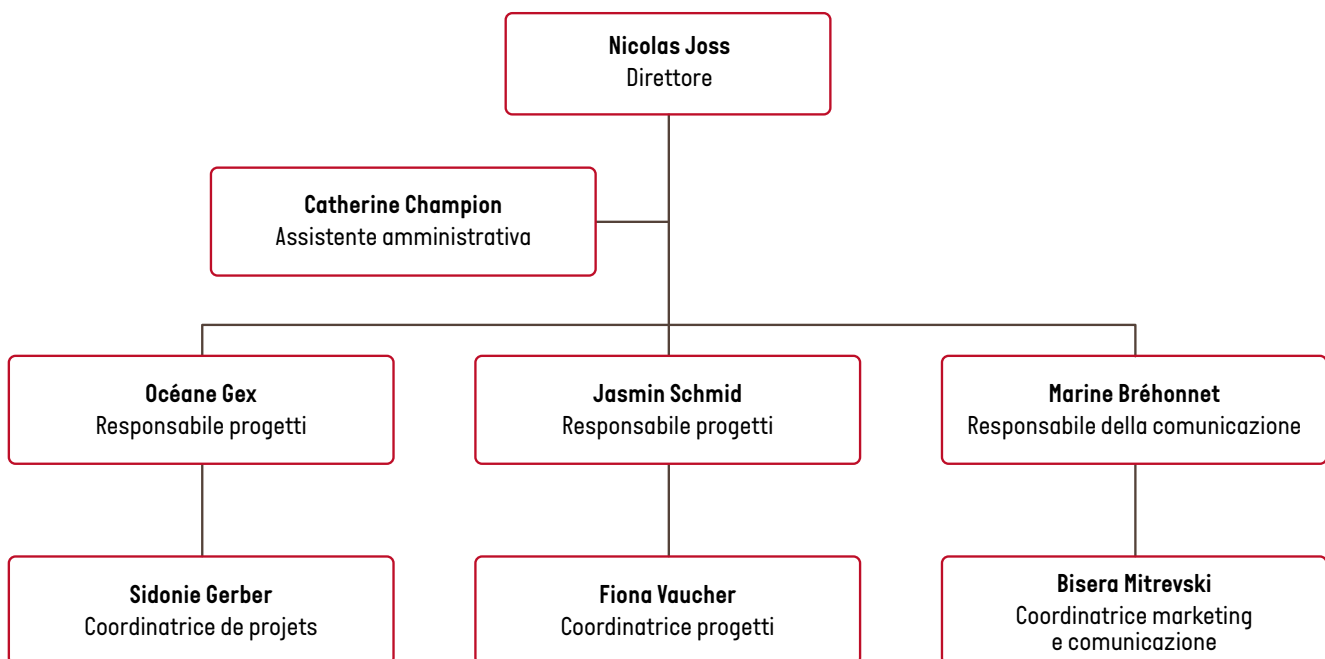 Nicolas Joss
Direttore
Catherine Champion
Assistente amministrativa
Océane Gex
Responsabile progetti
Jasmin Schmid
Responsabile progetti
Marine Bréhonnet
Responsabile della comunicazione
Sidonie Gerber
Coordinatrice de projets
Fiona Vaucher
Coordinatrice progetti
Bisera Mitrevski
Coordinatrice marketing
e comunicazione